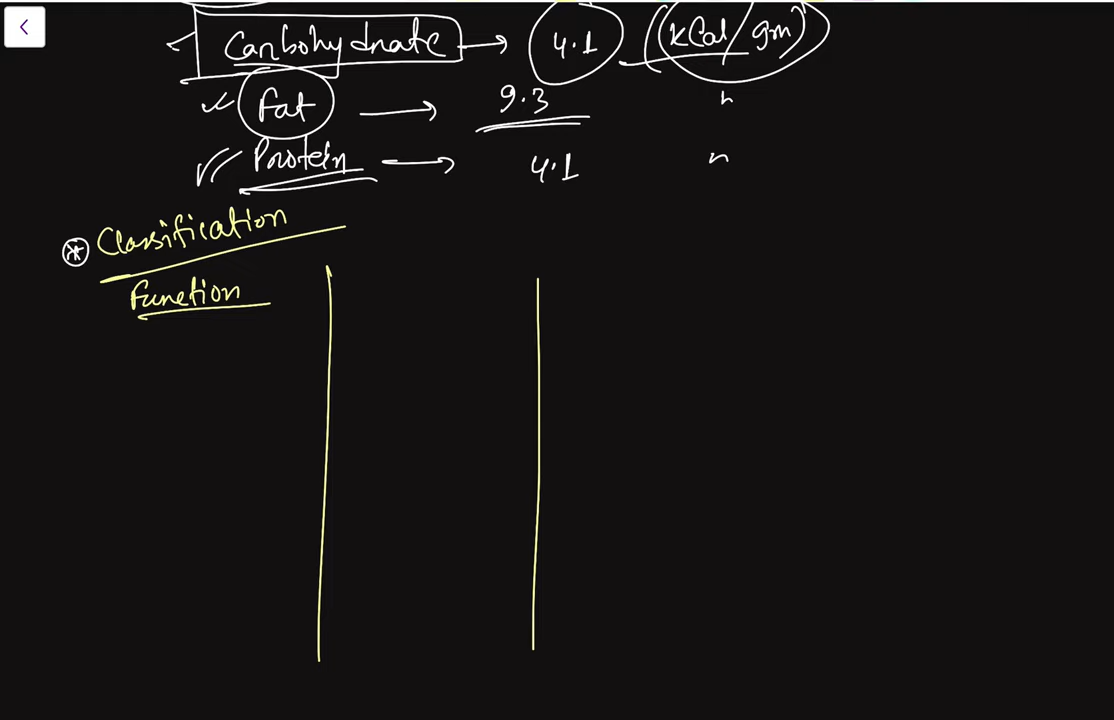 Carbohydrate → 4.1 (kcal/gm)
Fat → 9.3 "
Protein → 4.1 "
* Classification
Function